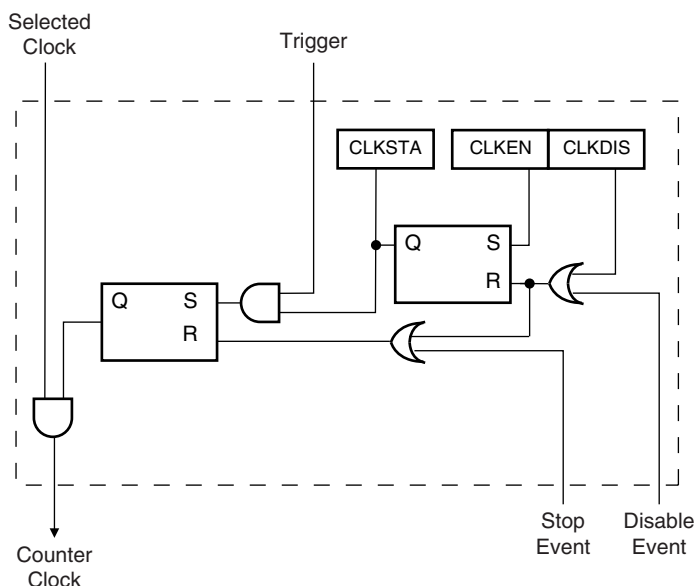 Selected
Clock
Trigger
CLKSTA
CLKEN
CLKDIS
Q
S
R
Q
S
R
Stop
Event
Disable
Event
Counter
Clock